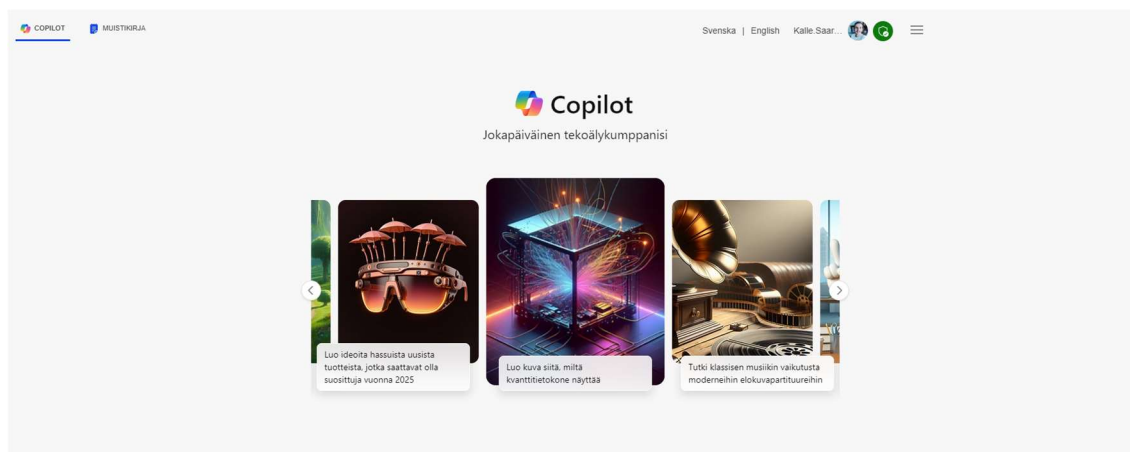 COPILOT
MUISTIKIRJA
Svenska | English
Kalle.Saar...
Copilot
Jokapäiväinen tekoälykumppanisi
Luo ideoita hassuista uusista
tuotteista, jotka saattavat olla
suosittuja vuonna 2025
Luo kuva siitä, miltä
kvanttitietokone näyttää
Tutki klassisen musiikin vaikutusta
moderneihin elokuvapartituureihin